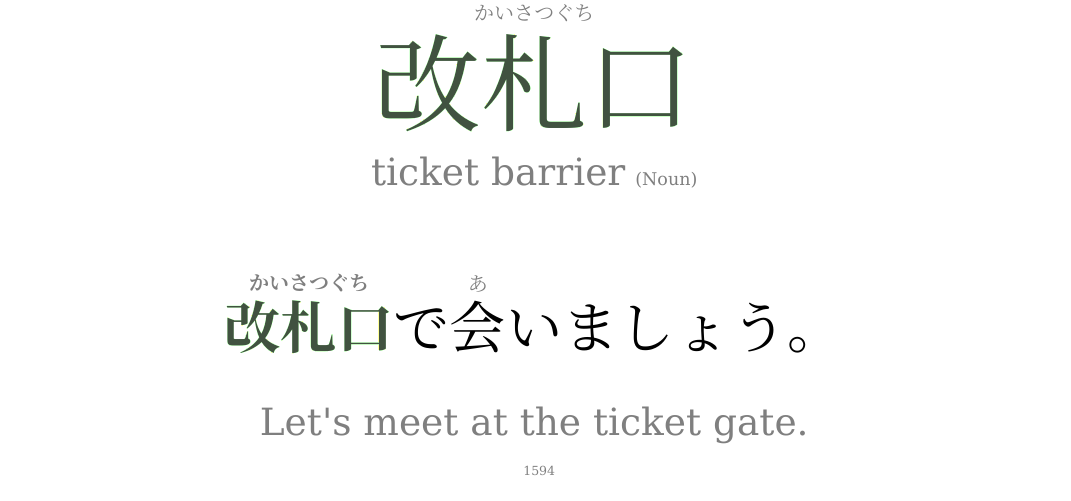 かいさつぐち
改札口
ticket barrier (Noun)
かいさつぐち あ
改札口で会いましょう。
Let's meet at the ticket gate.
1594